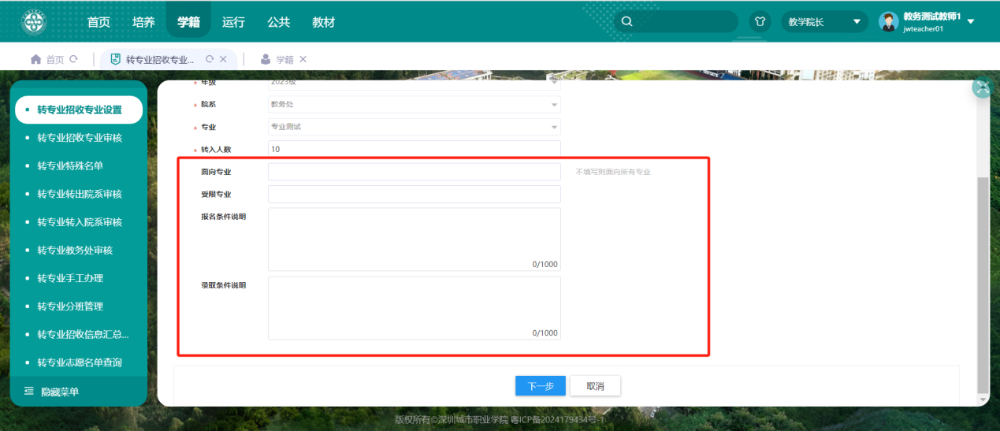 首页 培养 学籍 运行 公共 教材 教学院长 教务测试教师1
jwteacher01
首页 转专业招收专业... 学籍
转专业招收专业设置
转专业招收专业审核
转专业特殊名单
转专业转出院系审核
转专业转入院系审核
转专业教务处审核
转专业手工办理
转专业分班管理
转专业招收信息汇总...
转专业志愿名单查询
隐藏菜单
* 年级 2023级
* 院系 教务处
* 专业 专业测试
* 转入人数 10
面向专业 不填写则面向所有专业
受限专业
报名条件说明
0/1000
录取条件说明
0/1000
下一步 取消
版权所有©深圳城市职业学院 粤ICP备2024179434号-1